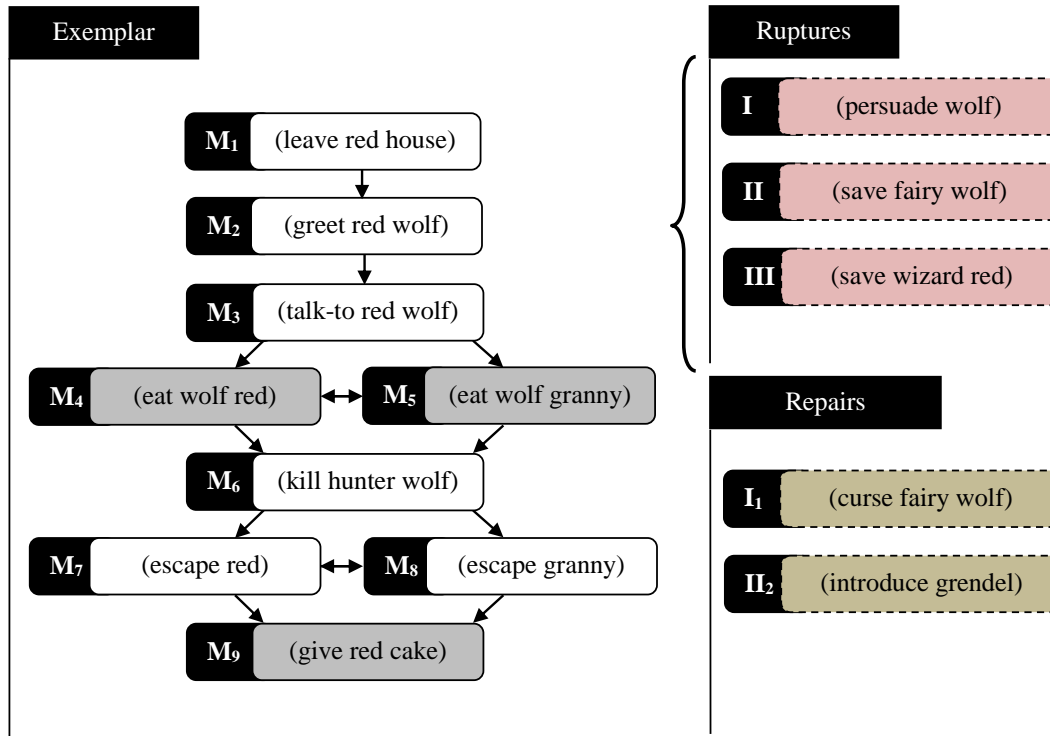 Exemplar
M₁ (leave red house)
M₂ (greet red wolf)
M₃ (talk-to red wolf)
M₄ (eat wolf red)
M₅ (eat wolf granny)
M₆ (kill hunter wolf)
M₇ (escape red)
M₈ (escape granny)
M₉ (give red cake)
Ruptures
I (persuade wolf)
II (save fairy wolf)
III (save wizard red)
Repairs
I₁ (curse fairy wolf)
II₂ (introduce grendel)